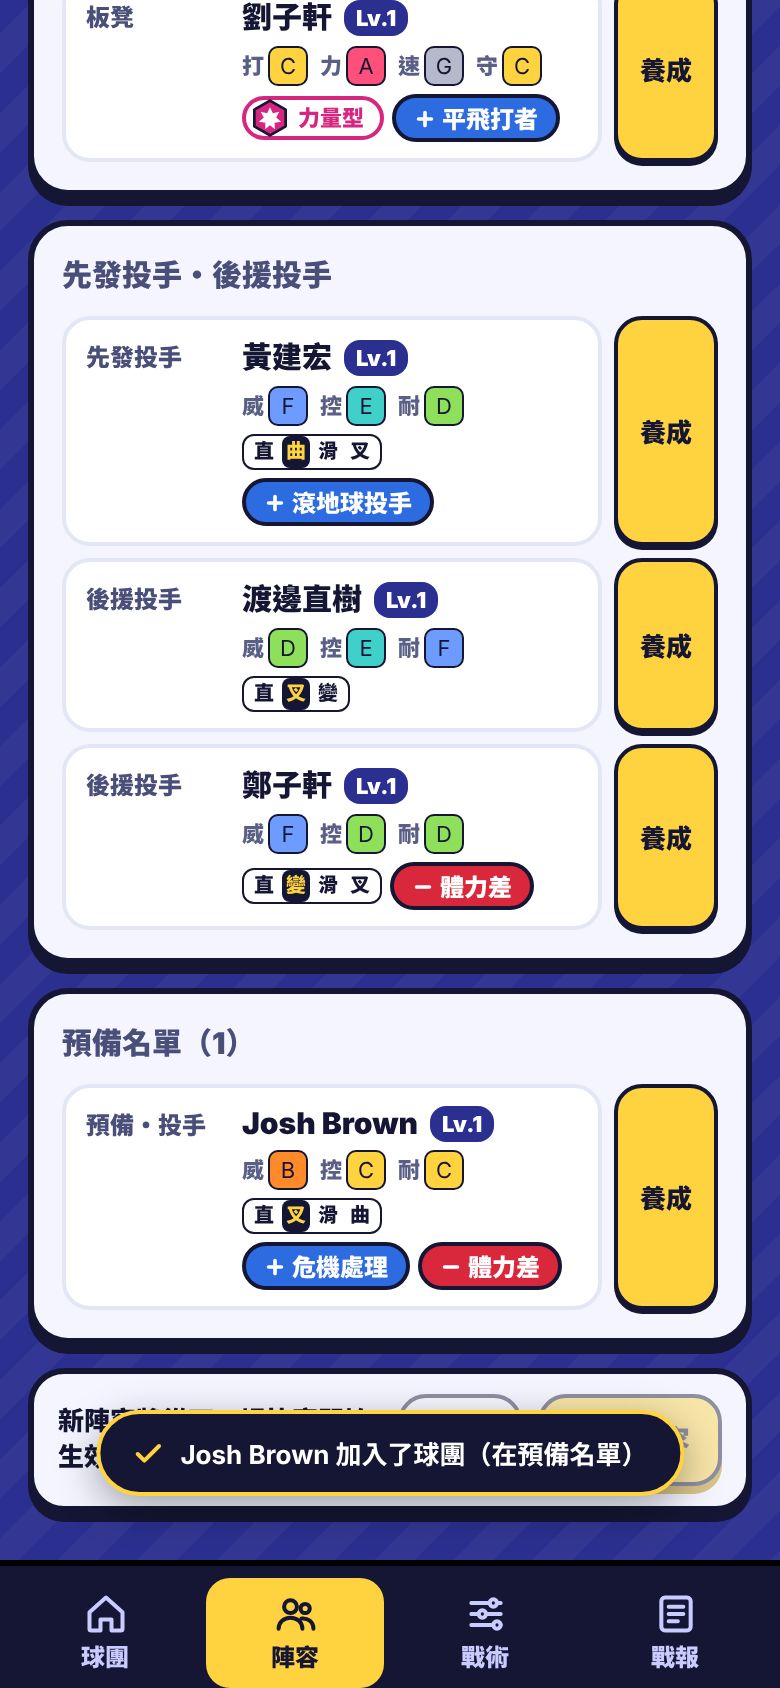 板凳
劉子軒 Lv.1
打 C 力 A 速 G 守 C
力量型 + 平飛打者
養成
先發投手・後援投手
先發投手
黃建宏 Lv.1
威 F 控 E 耐 D
直 曲 滑 叉
+ 滾地球投手
養成
後援投手
渡邊直樹 Lv.1
威 D 控 E 耐 F
直 叉 變
養成
後援投手
鄭子軒 Lv.1
威 F 控 D 耐 D
直 變 滑 叉 − 體力差
養成
預備名單（1）
預備・投手
Josh Brown Lv.1
威 B 控 C 耐 C
直 叉 滑 曲
+ 危機處理 − 體力差
養成
新陣
生效
Josh Brown 加入了球團（在預備名單）
球團
陣容
戰術
戰報